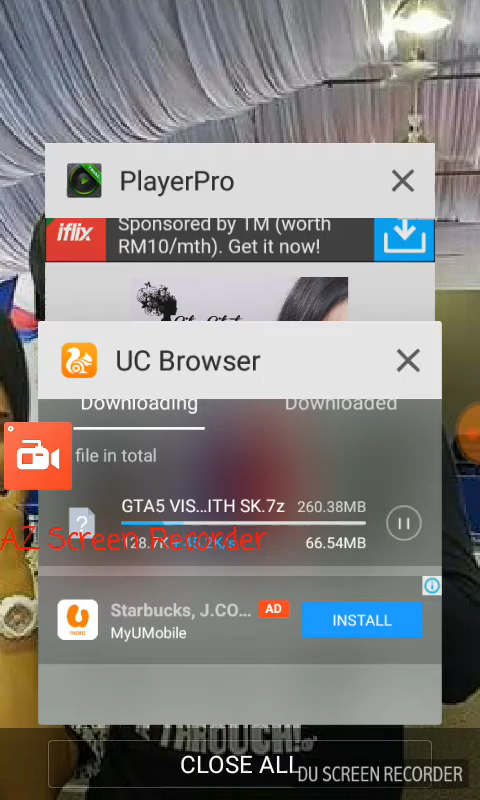 PlayerPro
iflix
Sponsored by TM (worth
RM10/mth). Get it now!
UC Browser
Downloading
Downloaded
file in total
GTA5 VIS...ITH SK.7z 260.38MB
?
66.54MB
AZ Screen Recorder
Starbucks, J.CO... AD
MyUMobile
INSTALL
THROUGH!
CLOSE ALL
DU SCREEN RECORDER